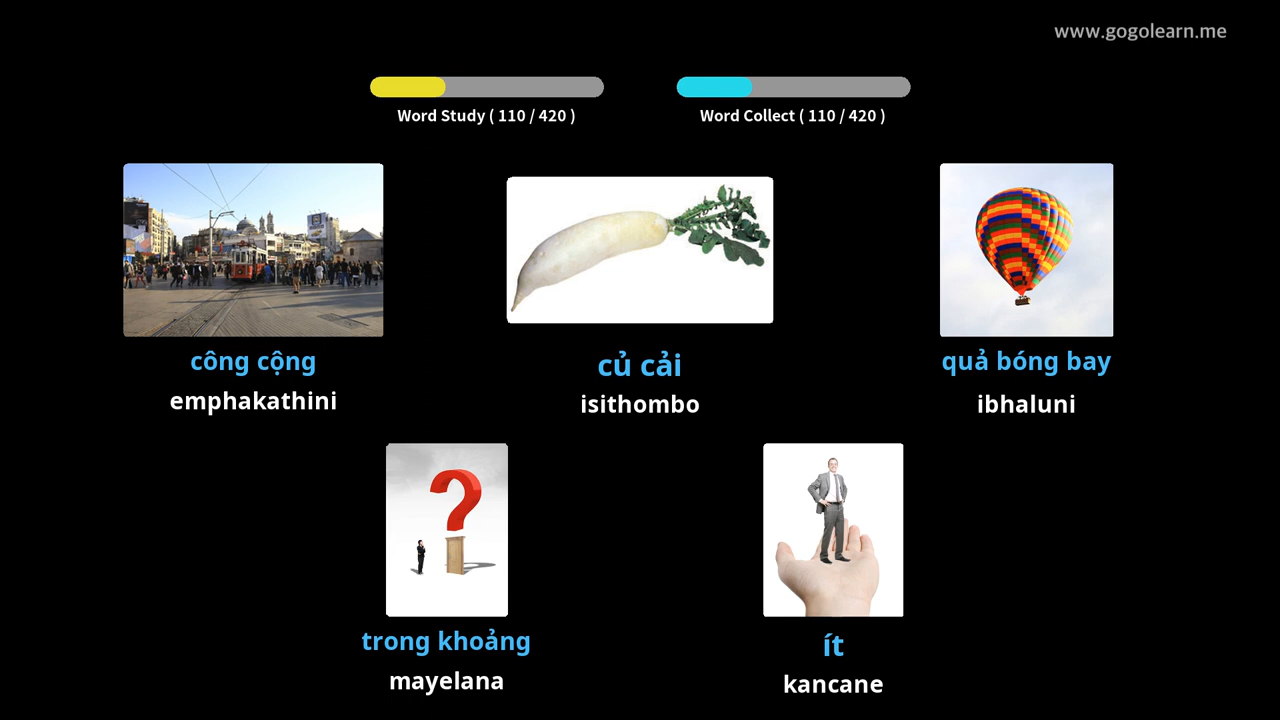 www.gogolearn.me
Word Study ( 110 / 420 )
Word Collect ( 110 / 420 )
công cộng
emphakathini
củ cải
isithombo
quả bóng bay
ibhaluni
trong khoảng
mayelana
ít
kancane